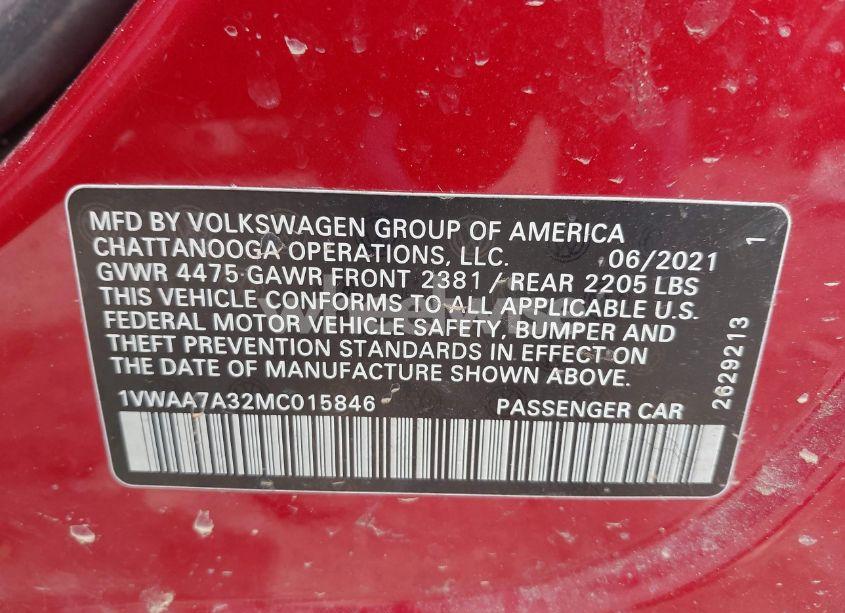 MFD BY VOLKSWAGEN GROUP OF AMERICA
CHATTANOOGA OPERATIONS, LLC. 06/2021
GVWR 4475 GAWR FRONT 2381 / REAR 2205 LBS
THIS VEHICLE CONFORMS TO ALL APPLICABLE U.S.
FEDERAL MOTOR VEHICLE SAFETY, BUMPER AND
THEFT PREVENTION STANDARDS IN EFFECT ON
THE DATE OF MANUFACTURE SHOWN ABOVE.
1VWAA7A32MC015846 PASSENGER CAR
2629213 1